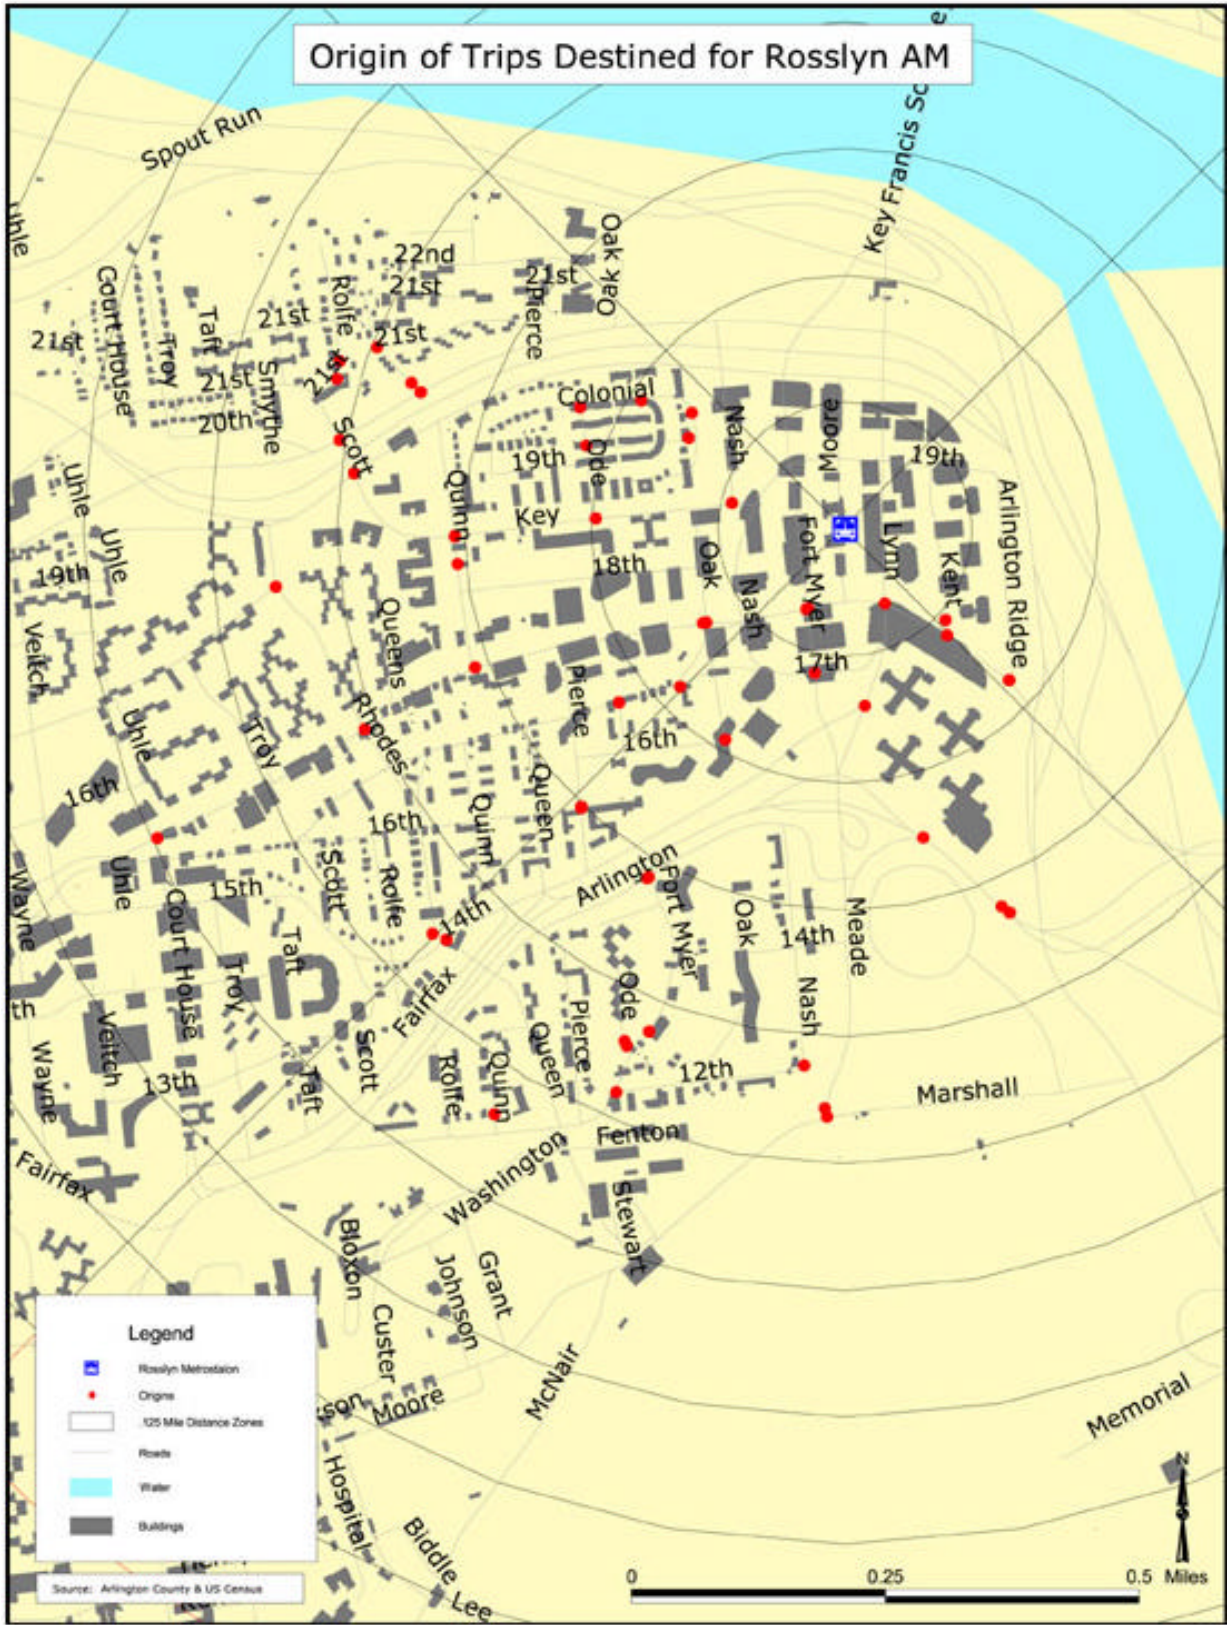 Origin of Trips Destined for Rosslyn AM
Key Francis Sc
e
Spout Run
Uhle
Oak
Oak
22nd
21st
21st
Pierce
Rolfe
Court House
Taft
21st
21st
21st
Troy
21st
21st
Smythe
20th
Colonial
Nash
Moore
19th
Scott
Ode
19th
Uhle
Quinn
Key
Arlington Ridge
Uhle
19th
18th
Oak
Fort Myer
Lynn
Kent
Nash
Queens
Veitch
17th
Pierce
Rhodes
16th
Uhle
Troy
16th
Queen
Quinn
16th
Arlington
Uhle
15th
Scott
Rolfe
14th
Fort Myer
Oak
14th
Meade
Wayne
Court House
Taft
Troy
Fairfax
Ode
Nash
th
Veitch
Scott
Pierce
Queen
Wayne
13th
Taft
Rolfe
Quinn
12th
Marshall
Fenton
Fairfax
Washington
Stewart
Bloxon
Johnson
Grant
Custer
McNair
son
Moore
Memorial
Hospital
Biddle
Lee
Legend
Rosslyn Metrostaion
Origins
.125 Mile Distance Zones
Roads
Water
Buildings
Source: Arlington County & US Census
N
0 0.25 0.5 Miles